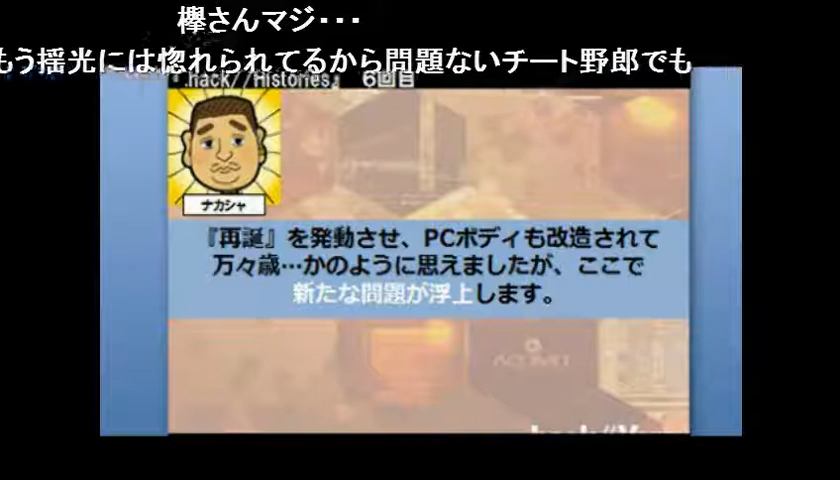 欅さんマジ・・・
もう揺光には惚れられてるから問題ないチート野郎でも
『.hack//Histories』 6回目
ナカシャ
『再誕』を発動させ、PCボディも改造されて
万々歳…かのように思えましたが、ここで
新たな問題が浮上します。